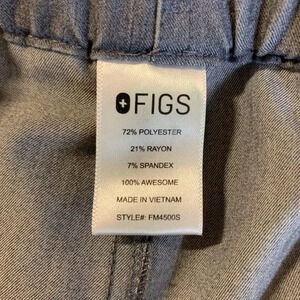 FIGS
72% POLYESTER
21% RAYON
7% SPANDEX
100% AWESOME
MADE IN VIETNAM
STYLE#: FM4500S